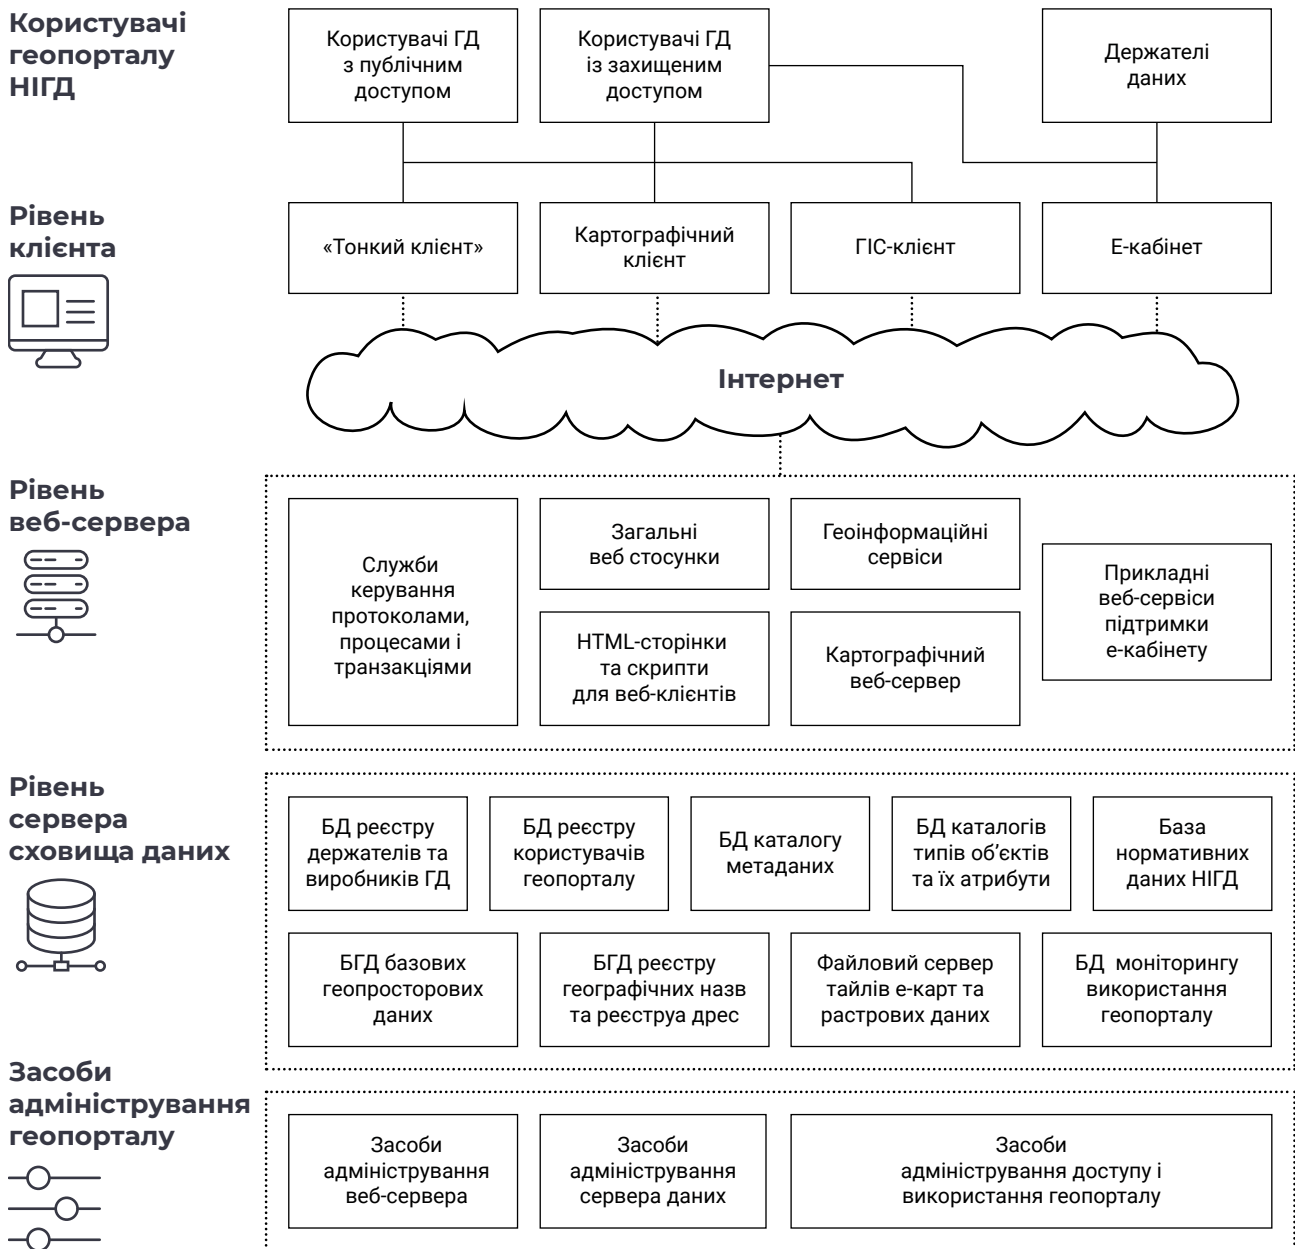 Користувачі
геопорталу
НІГД
Користувачі ГД
з публічним
доступом
Користувачі ГД
із захищеним
доступом
Держателі
даних
Рівень
клієнта
«Тонкий клієнт»
Картографічний
клієнт
ГІС-клієнт
Е-кабінет
Інтернет
Рівень
веб-сервера
Служби
керування
протоколами,
процесами і
транзакціями
Загальні
веб стосунки
Геоінформаційні
сервіси
HTML-сторінки
та скрипти
для веб-клієнтів
Картографічний
веб-сервер
Прикладні
веб-сервіси
підтримки
е-кабінету
Рівень
сервера
сховища даних
БД реєстру
держателів та
виробників ГД
БД реєстру
користувачів
геопорталу
БД каталогу
метаданих
БД каталогів
типів об’єктів
та їх атрибути
База
нормативних
даних НІГД
БГД базових
геопросторових
даних
БГД реєстру
географічних назв
та реєструа дрес
Файловий сервер
тайлів е-карт та
растрових даних
БД  моніторингу
використання
геопорталу
Засоби
адміністрування
геопорталу
Засоби
адміністрування
веб-сервера
Засоби
адміністрування
сервера даних
Засоби
адміністрування доступу і
використання геопорталу